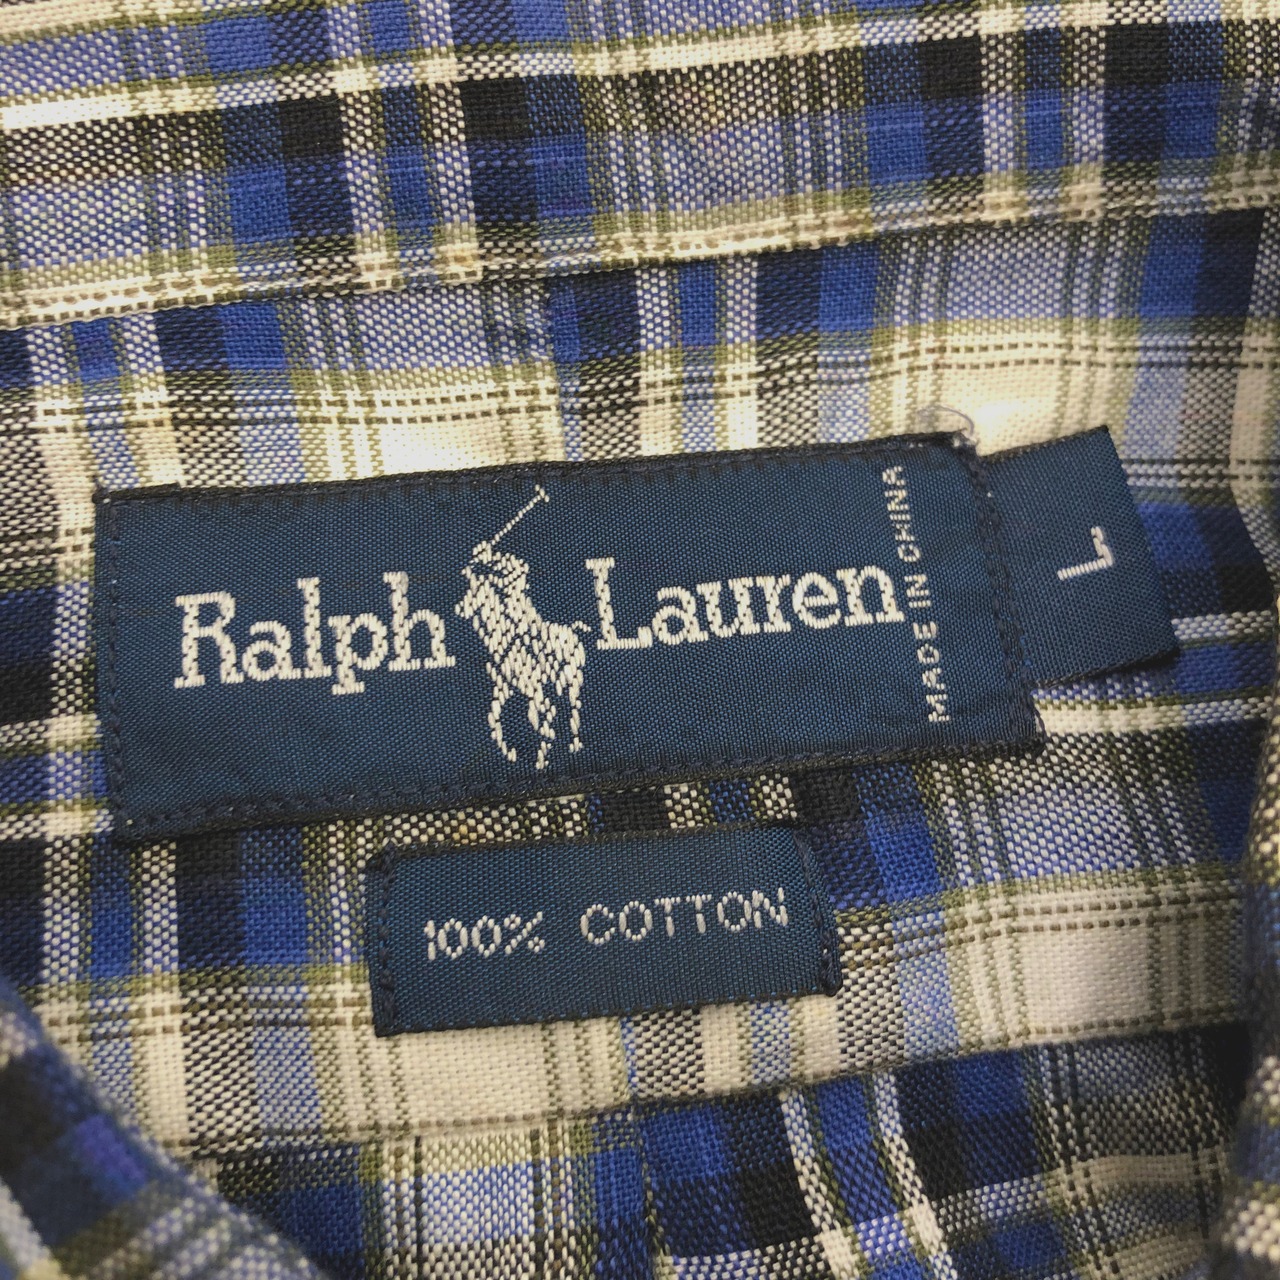 Ralph Lauren
MADE IN CHINA
L
100% COTTON